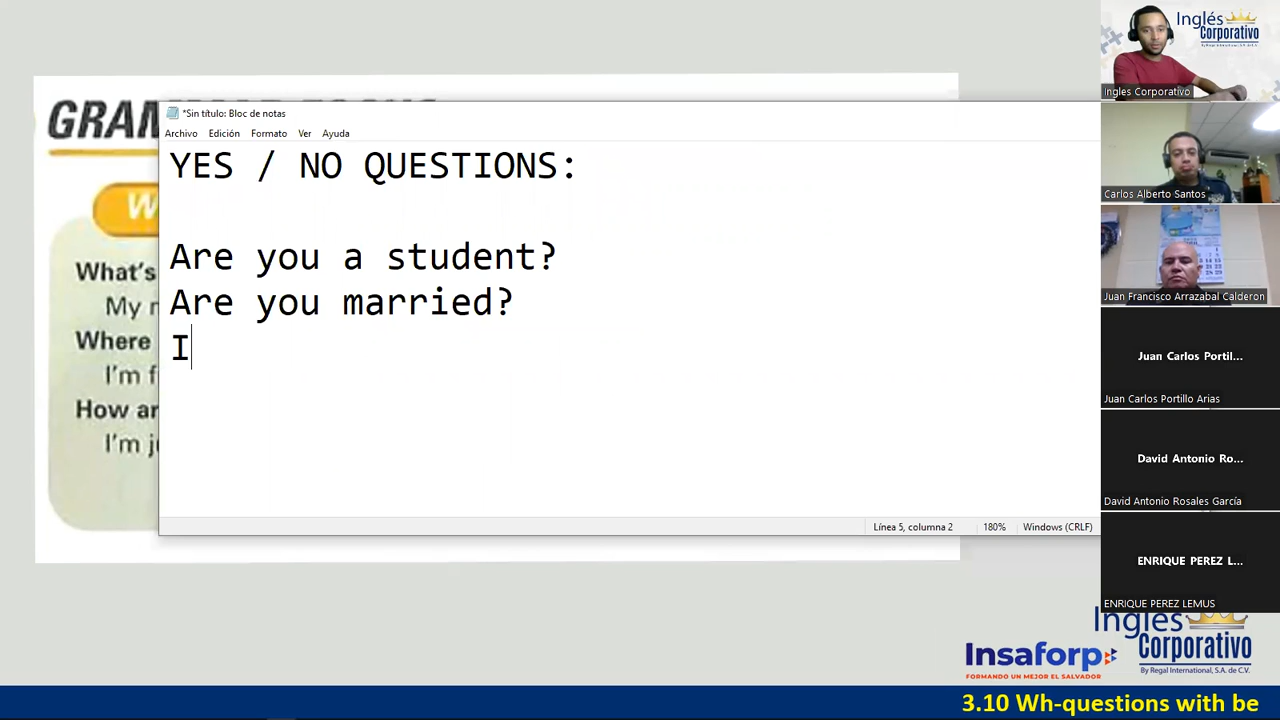 GRAM
*Sin título: Bloc de notas
Archivo Edición Formato Ver Ayuda
YES / NO QUESTIONS:
Are you a student?
Are you married?
I
W
What's
My
Where
I'm f
How ar
I'm j
Línea 5, columna 2 180% Windows (CRLF)
Inglés
Corporativo
By Regal International, S.A. de C.V.
Ingles Corporativo
Carlos Alberto Santos
Juan Francisco Arrazabal Calderon
Juan Carlos Portil...
Juan Carlos Portillo Arias
David Antonio Ro...
David Antonio Rosales García
ENRIQUE PEREZ L...
ENRIQUE PEREZ LEMUS
Inglés
Corporativo
By Regal International, S.A. de C.V.
Insaforp
FORMANDO UN MEJOR EL SALVADOR
3.10 Wh-questions with be